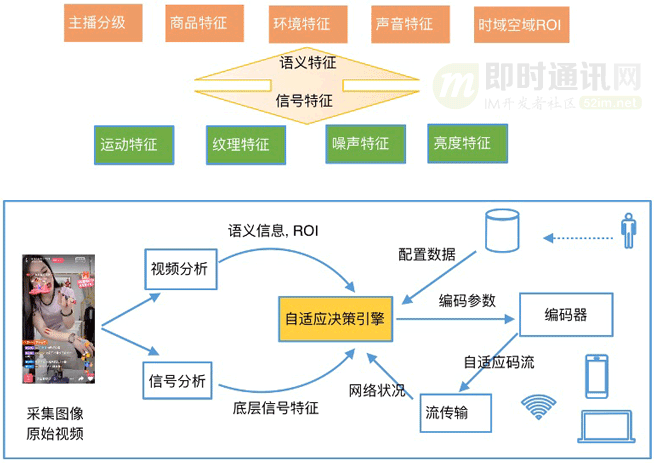 主播分级
商品特征
环境特征
声音特征
时域空域ROI
语义特征
信号特征
即时通讯网
IM开发者社区 52im.net
运动特征
纹理特征
噪声特征
亮度特征
语义信息, ROI
视频分析
配置数据
自适应决策引擎
编码参数
编码器
信号分析
网络状况
自适应码流
底层信号特征
流传输
采集图像
原始视频